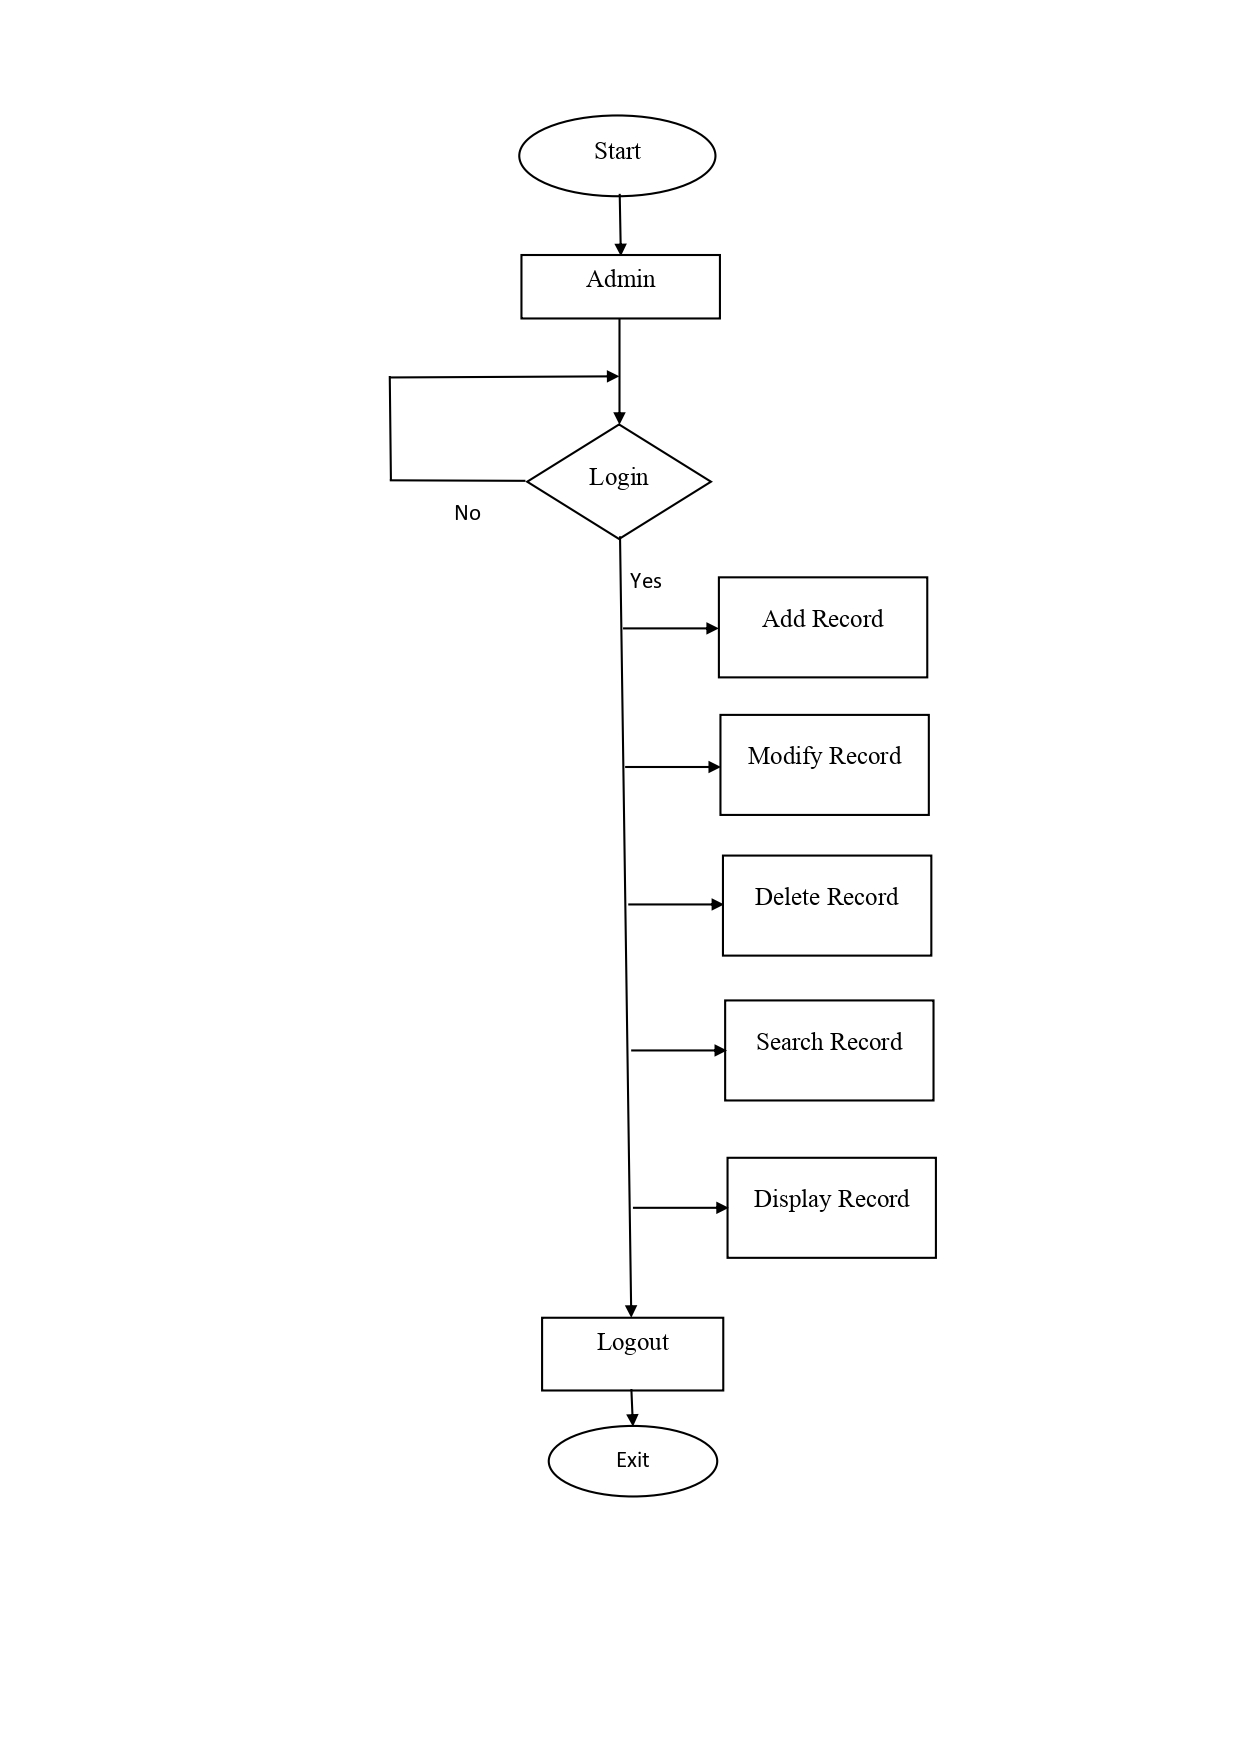 Start
Admin
Login
No
Yes
Add Record
Modify Record
Delete Record
Search Record
Display Record
Logout
Exit